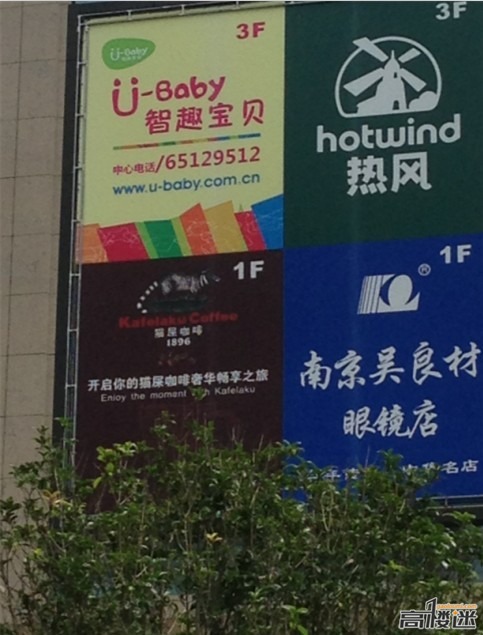 3F
U-Baby
U-Baby
智趣宝贝
中心电话/65129512
www.u-baby.com.cn
3F
hotwind
热风
1F
Kafelaku Coffee
猫屎咖啡
1896
开启你的猫屎咖啡奢华畅享之旅
Enjoy the moment with Kafelaku
1F
®
南京吴良材
眼镜店
名店
高楼迷